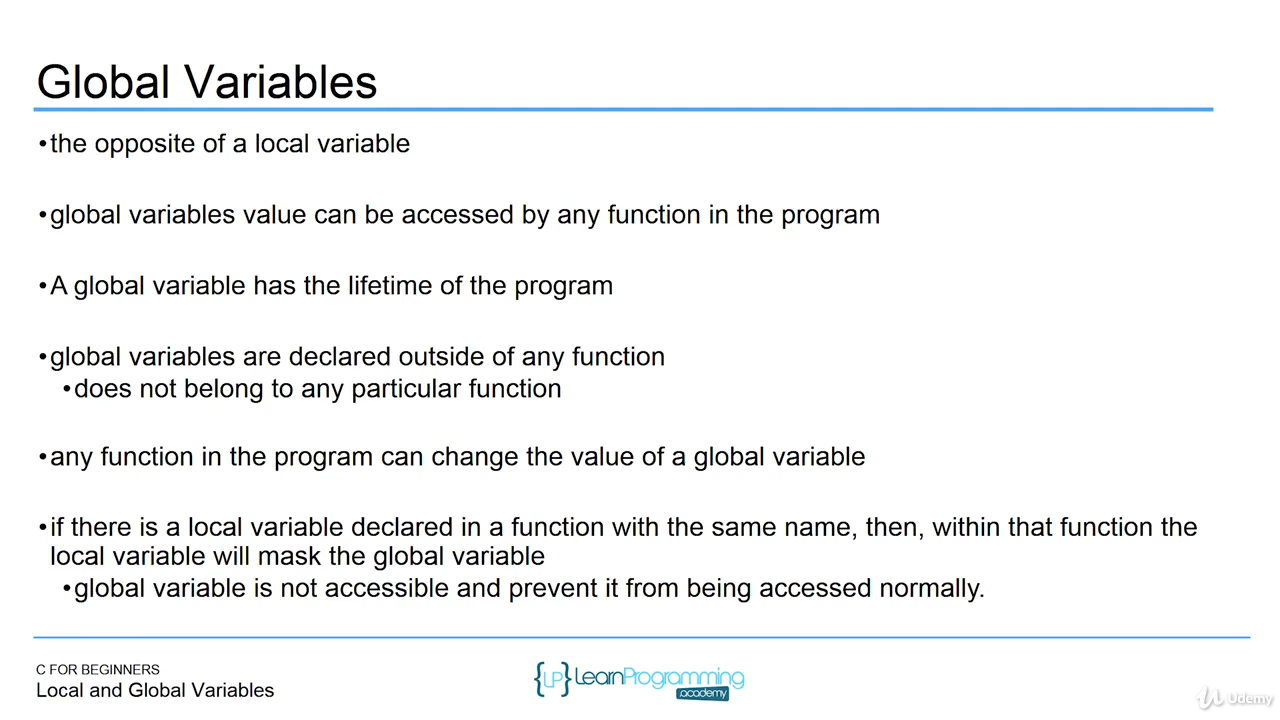 Global Variables
•the opposite of a local variable
•global variables value can be accessed by any function in the program
•A global variable has the lifetime of the program
•global variables are declared outside of any function
•does not belong to any particular function
•any function in the program can change the value of a global variable
•if there is a local variable declared in a function with the same name, then, within that function the
local variable will mask the global variable
•global variable is not accessible and prevent it from being accessed normally.
C FOR BEGINNERS
Local and Global Variables
{LP} LearnProgramming
.academy
Udemy